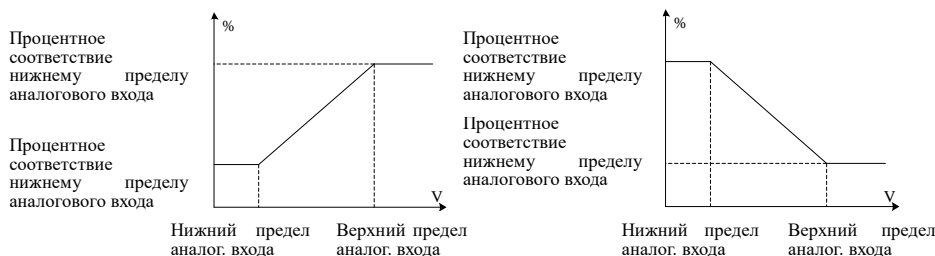 %
Процентное
соответствие
нижнему пределу
аналогового входа
Процентное
соответствие
нижнему пределу
аналогового входа
V
Нижний предел
аналог. входа
Верхний предел
аналог. входа
%
Процентное
соответствие
нижнему пределу
аналогового входа
Процентное
соответствие
нижнему пределу
аналогового входа
V
Нижний предел
аналог. входа
Верхний предел
аналог. входа